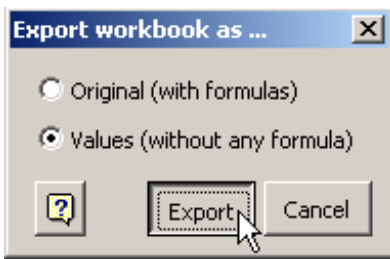 Export workbook as ...
Original (with formulas)
Values (without any formula)
? Export Cancel